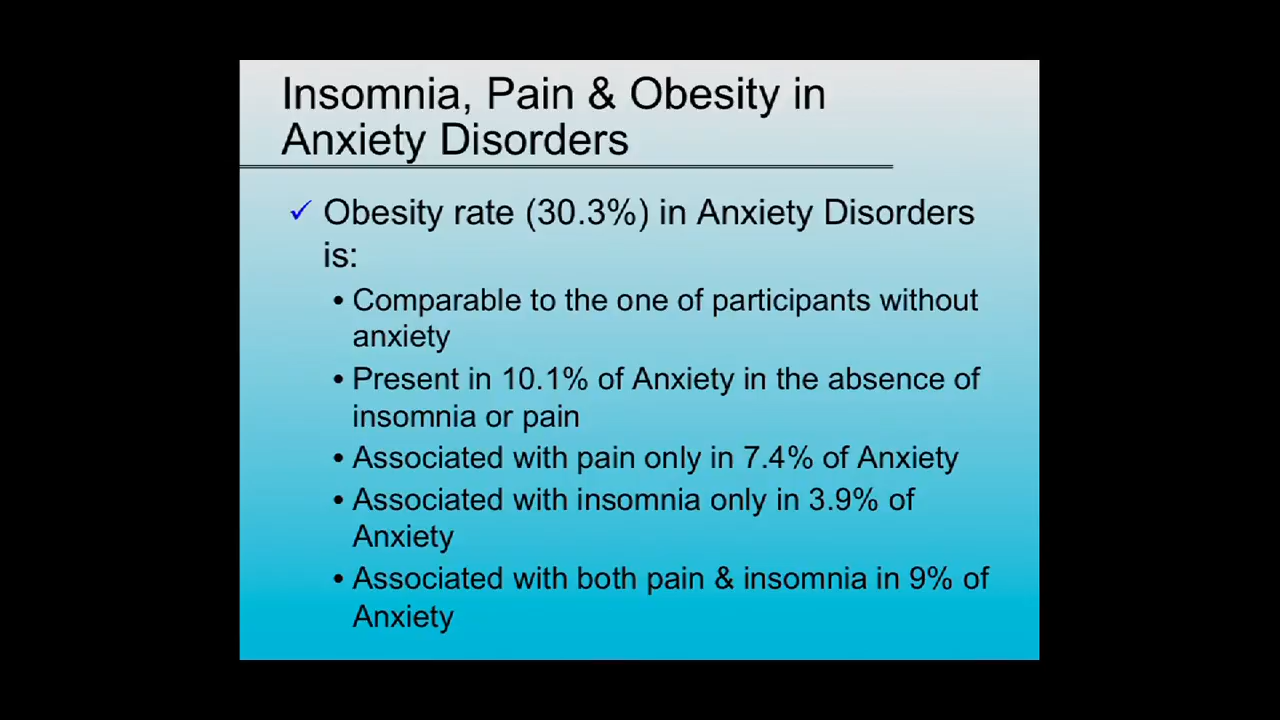 Insomnia, Pain & Obesity in
Anxiety Disorders
✓ Obesity rate (30.3%) in Anxiety Disorders
is:
• Comparable to the one of participants without
anxiety
• Present in 10.1% of Anxiety in the absence of
insomnia or pain
• Associated with pain only in 7.4% of Anxiety
• Associated with insomnia only in 3.9% of
Anxiety
• Associated with both pain & insomnia in 9% of
Anxiety